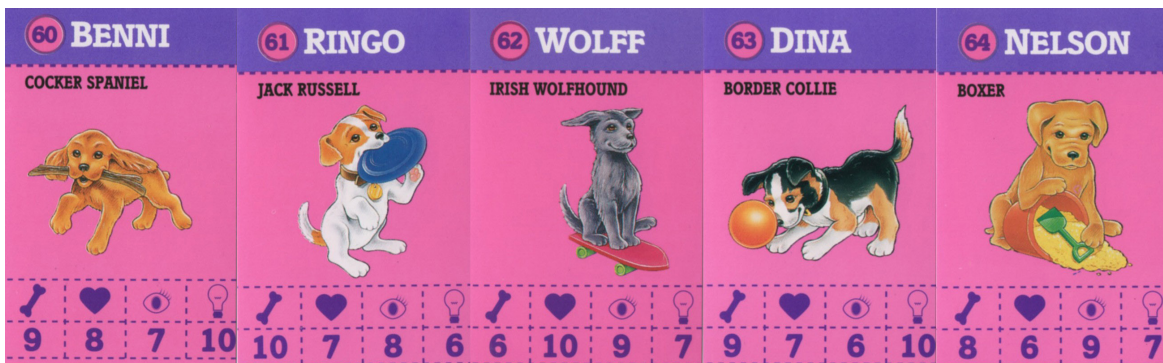 60 BENNI
COCKER SPANIEL
9 8 7 10
61 RINGO
JACK RUSSELL
10 7 8 6
62 WOLFF
IRISH WOLFHOUND
6 10 9 7
63 DINA
BORDER COLLIE
9 7 6 10
64 NELSON
BOXER
8 6 9 7